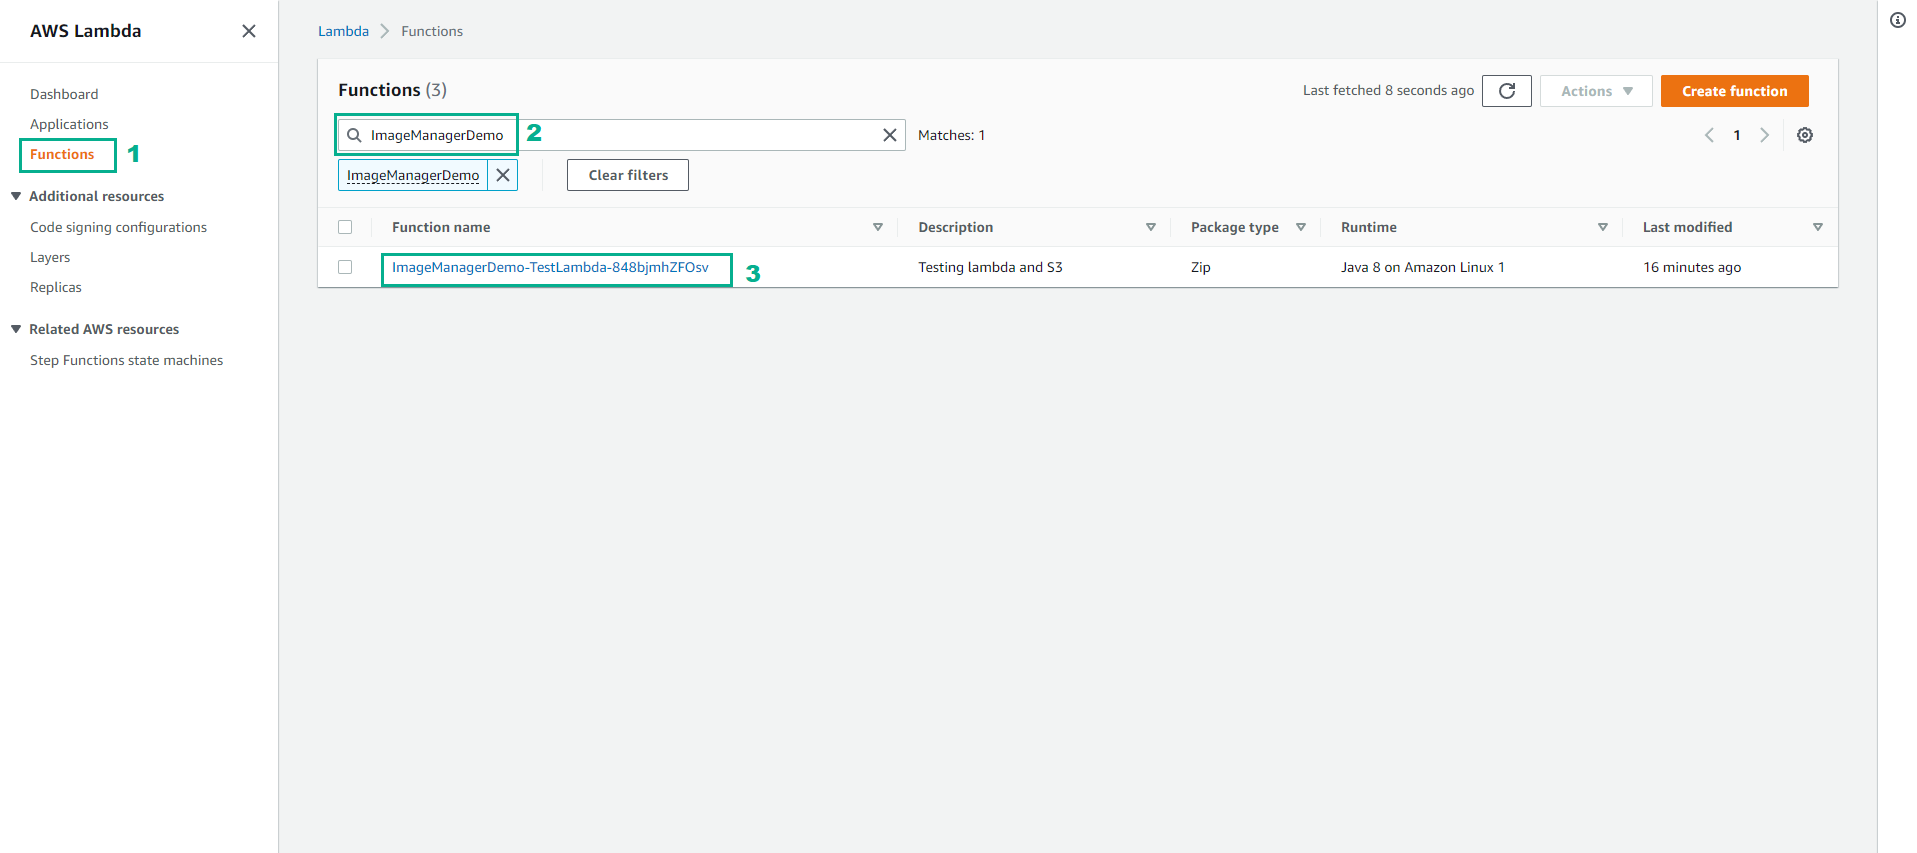 AWS Lambda
Dashboard
Applications
Functions 1
Additional resources
Code signing configurations
Layers
Replicas
Related AWS resources
Step Functions state machines
Lambda Functions
Functions (3)
Last fetched 8 seconds ago Actions Create function
ImageManagerDemo 2 Matches: 1 1
ImageManagerDemo Clear filters
Function name Description Package type Runtime Last modified
ImageManagerDemo-TestLambda-848bjmhZFOsv 3 Testing lambda and S3 Zip Java 8 on Amazon Linux 1 16 minutes ago